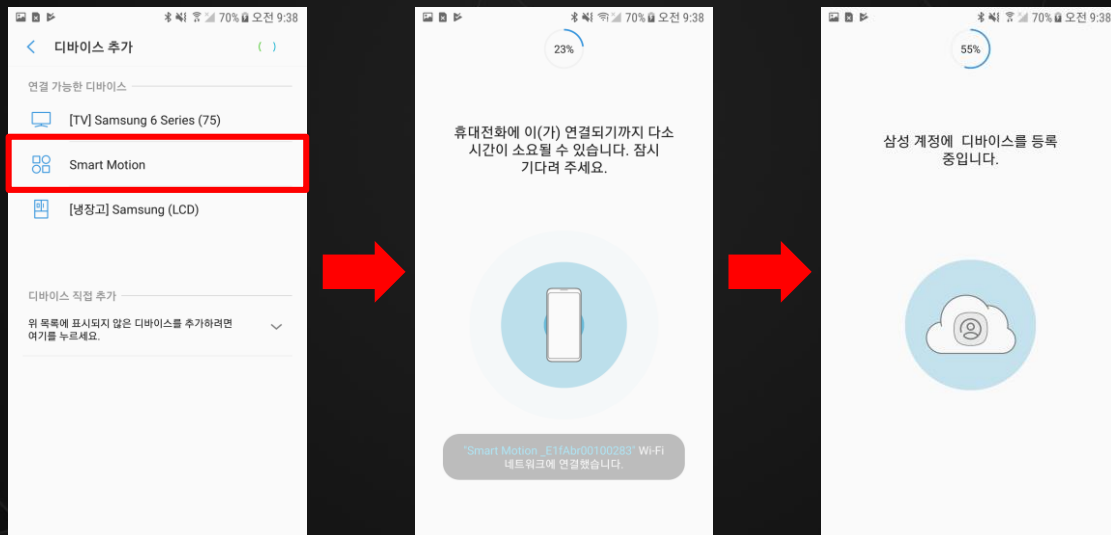 70% 오전 9:38
디바이스 추가
연결 가능한 디바이스
[TV] Samsung 6 Series (75)
Smart Motion
[냉장고] Samsung (LCD)
디바이스 직접 추가
위 목록에 표시되지 않은 디바이스를 추가하려면
여기를 누르세요.
70% 오전 9:38
23%
휴대전화에 이(가) 연결되기까지 다소
시간이 소요될 수 있습니다. 잠시
기다려 주세요.
"Smart Motion _E1fAbr00100283" Wi-Fi
네트워크에 연결했습니다.
70% 오전 9:38
55%
삼성 계정에 디바이스를 등록
중입니다.